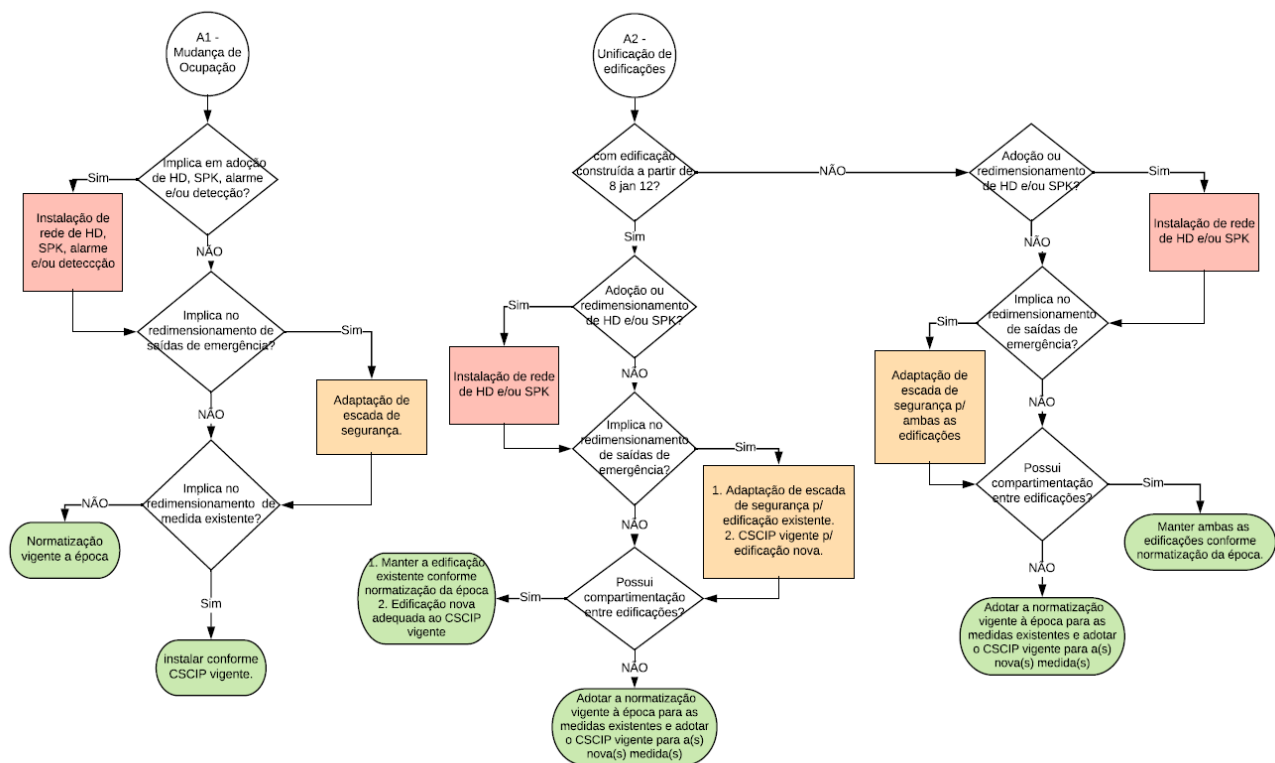 A1 -
Mudança de
Ocupação
Implica em adoção
de HD, SPK, alarme
e/ou detecção?
Sim
Instalação de
rede de HD,
SPK, alarme
e/ou deteccção
NÃO
Implica no
redimensionamento de
saídas de emergência?
Sim
Adaptação de
escada de
segurança.
NÃO
Implica no
redimensionamento de
medida existente?
NÃO
Normatização
vigente a época
Sim
instalar conforme
CSCIP vigente.
A2 -
Unificação de
edificações
com edificação
construída a partir de
8 jan 12?
NÃO
Sim
Adoção ou
redimensionamento
de HD e/ou SPK?
Sim
Instalação de rede
de HD e/ou SPK
NÃO
Implica no
redimensionamento
de saídas de
emergência?
Sim
1. Adaptação de escada
de segurança p/
edificação existente.
2. CSCIP vigente p/
edificação nova.
NÃO
Possui
compartimentação
entre edificações?
Sim
1. Manter a edificação
existente conforme
normatização da época
2. Edificação nova
adequada ao CSCIP
vigente
NÃO
Adotar a normatização
vigente à época para as
medidas existentes e adotar
o CSCIP vigente para a(s)
nova(s) medida(s)
Adoção ou
redimensionamento
de HD e/ou SPK?
Sim
Instalação de rede
de HD e/ou SPK
NÃO
Implica no
redimensionamento
de saídas de
emergência?
Sim
Adaptação de
escada de
segurança p/
ambas as
edificações
NÃO
Possui
compartimentação
entre edificações?
Sim
Manter ambas as
edificações conforme
normatização da época.
NÃO
Adotar a normatização
vigente à época para as
medidas existentes e adotar
o CSCIP vigente para a(s)
nova(s) medida(s)